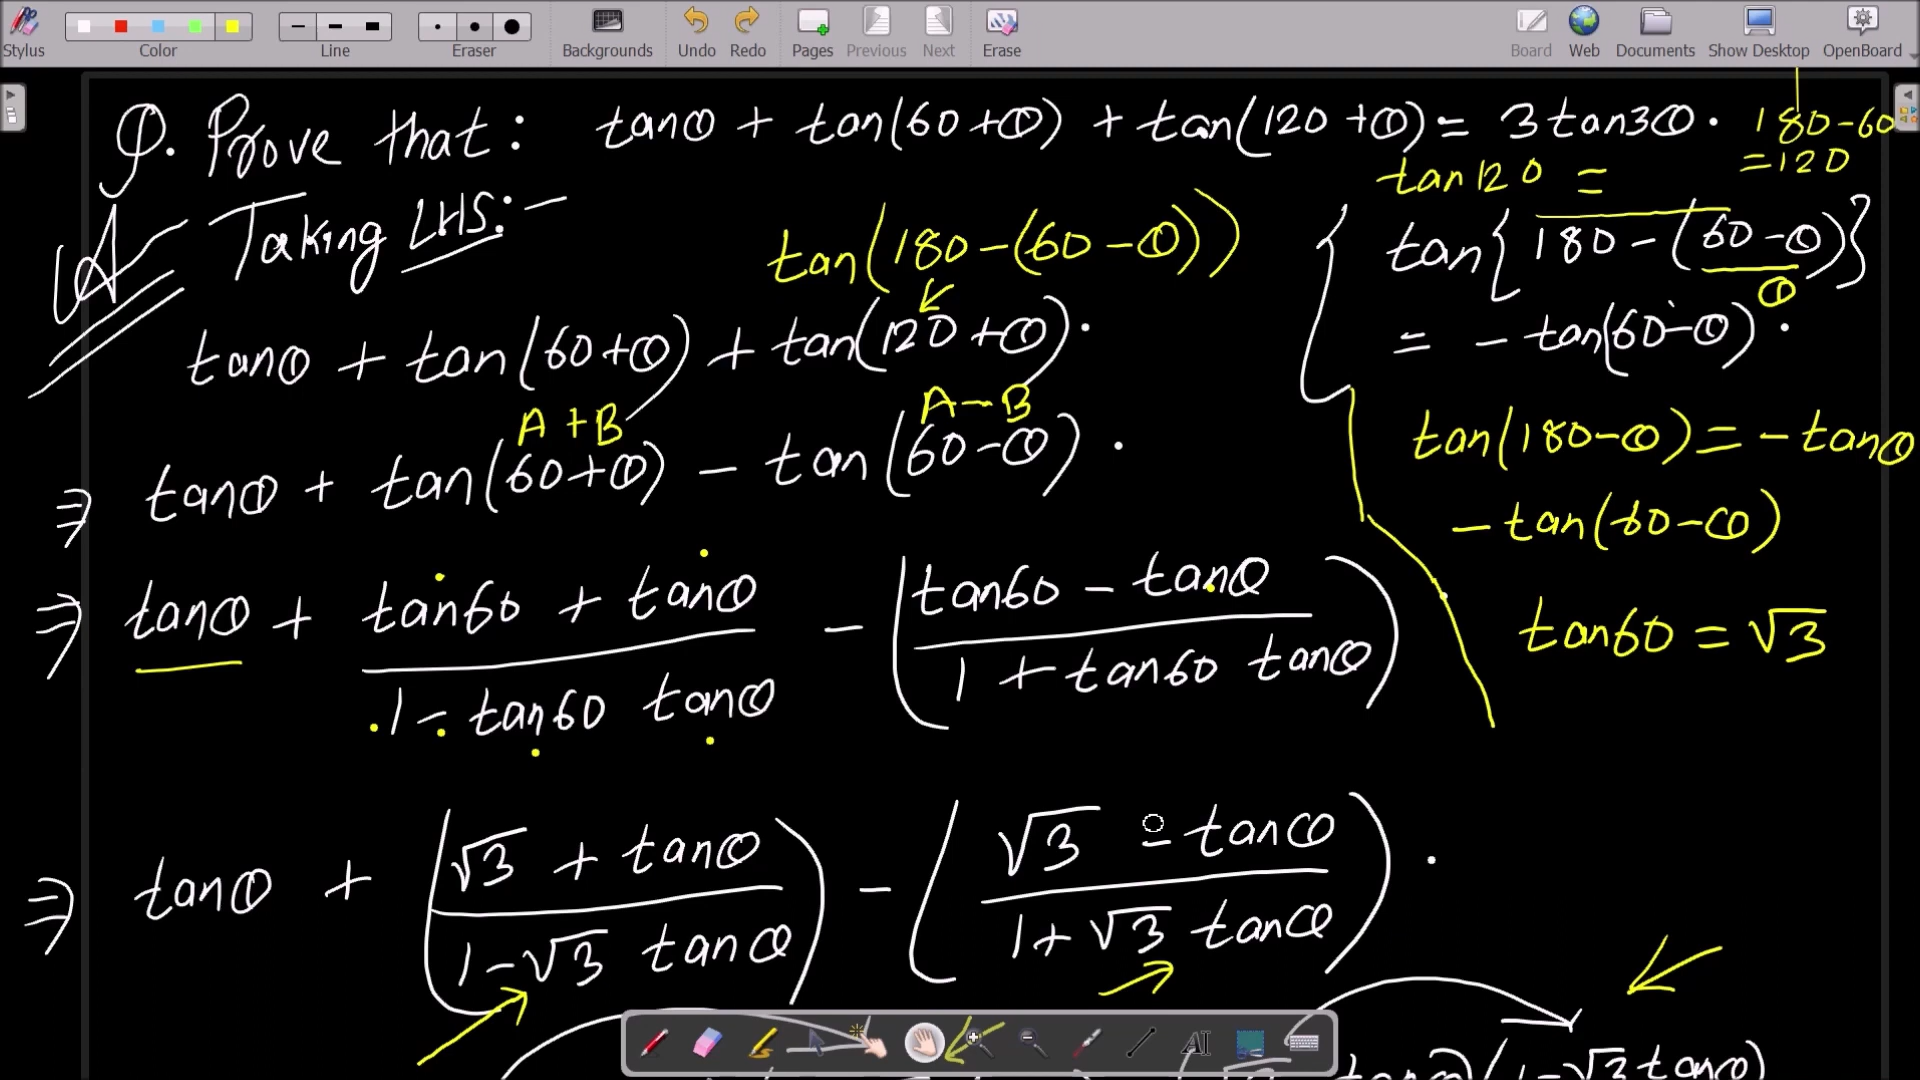 Stylus Color Line Eraser Backgrounds Undo Redo Pages Previous Next Erase Board Web Documents Show Desktop OpenBoard
Q. Prove that: tanθ + tan(60+θ) + tan(120+θ) = 3tan3θ.
180-60
=120
tan120 =
A Taking LHS:-
tan(180-(60-θ))
tan{180-(60-θ)}
θ
= -tan(60-θ).
tanθ + tan(60+θ) + tan(120+θ).
A+B
A-B
tan(180-θ) = -tanθ
⇒ tanθ + tan(60+θ) - tan(60-θ).
-tan(60-θ)
⇒ tanθ + (tan60 + tanθ)/(1 - tan60 tanθ) - ((tan60 - tanθ)/(1 + tan60 tanθ))
tan60 = √3
⇒ tanθ + ((√3 + tanθ)/(1-√3 tanθ)) - ((√3 - tanθ)/(1+√3 tanθ)).
(1-√3 tanθ)